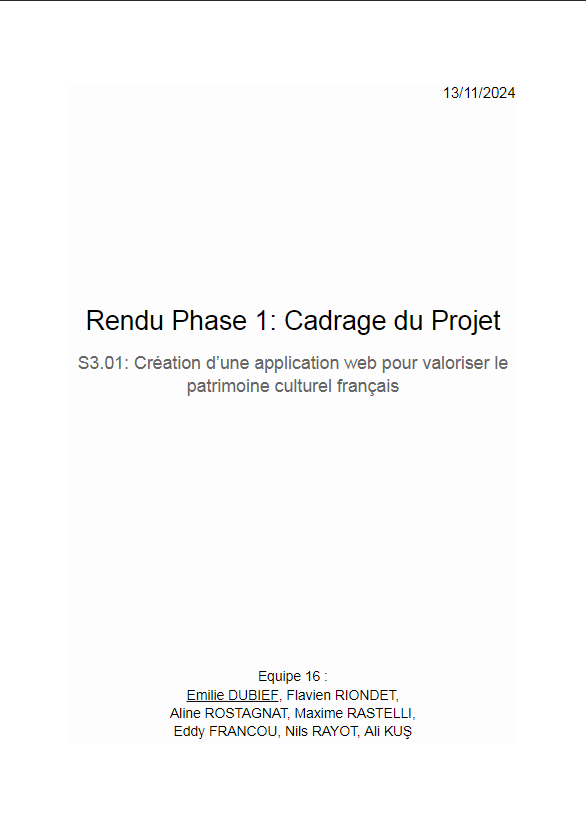 13/11/2024
Rendu Phase 1: Cadrage du Projet
S3.01: Création d’une application web pour valoriser le
patrimoine culturel français
Equipe 16 :
Emilie DUBIEF, Flavien RIONDET,
Aline ROSTAGNAT, Maxime RASTELLI,
Eddy FRANCOU, Nils RAYOT, Ali KUŞ